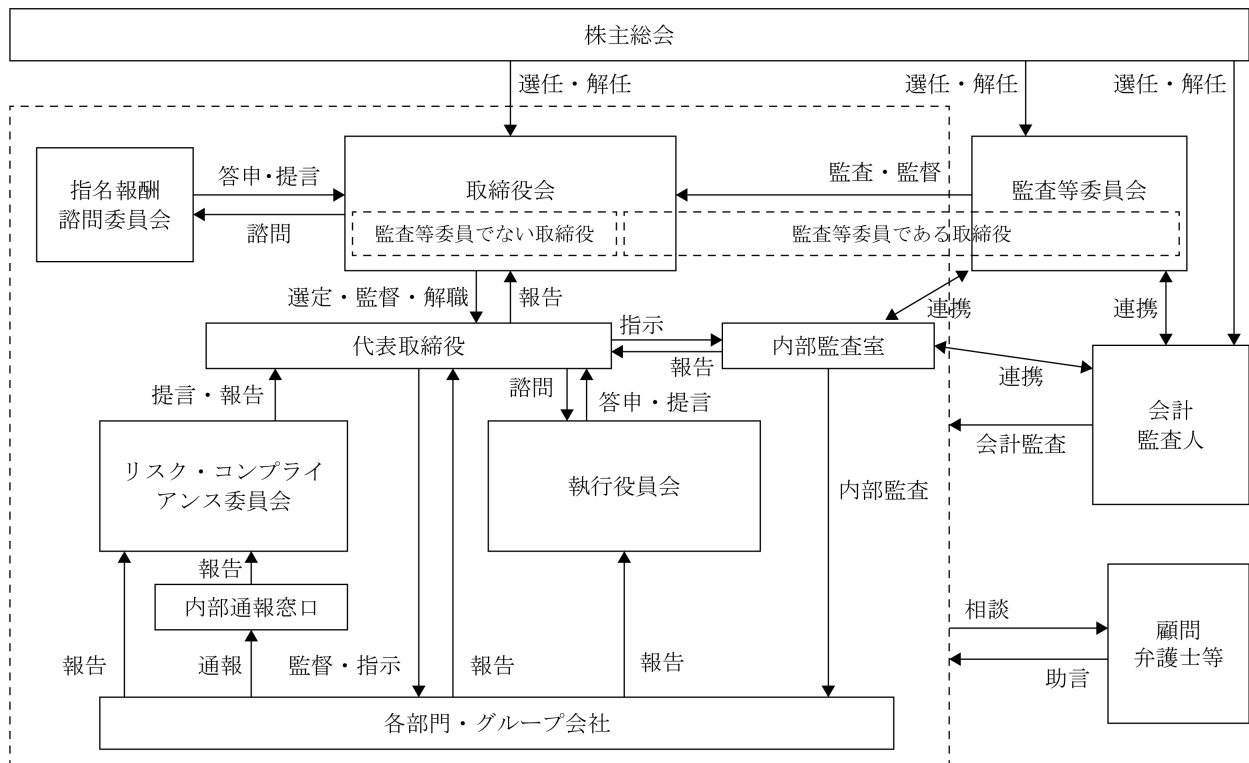 株主総会
選任・解任
選任・解任
選任・解任
指名報酬
諮問委員会
答申・提言
諮問
取締役会
監査等委員でない取締役
監査等委員である取締役
監査・監督
監査等委員会
選定・監督・解職
報告
連携
連携
代表取締役
指示
報告
内部監査室
連携
会計
監査人
会計監査
提言・報告
諮問
答申・提言
リスク・コンプライ
アンス委員会
執行役員会
内部監査
報告
内部通報窓口
報告
通報
監督・指示
報告
報告
相談
助言
顧問
弁護士等
各部門・グループ会社